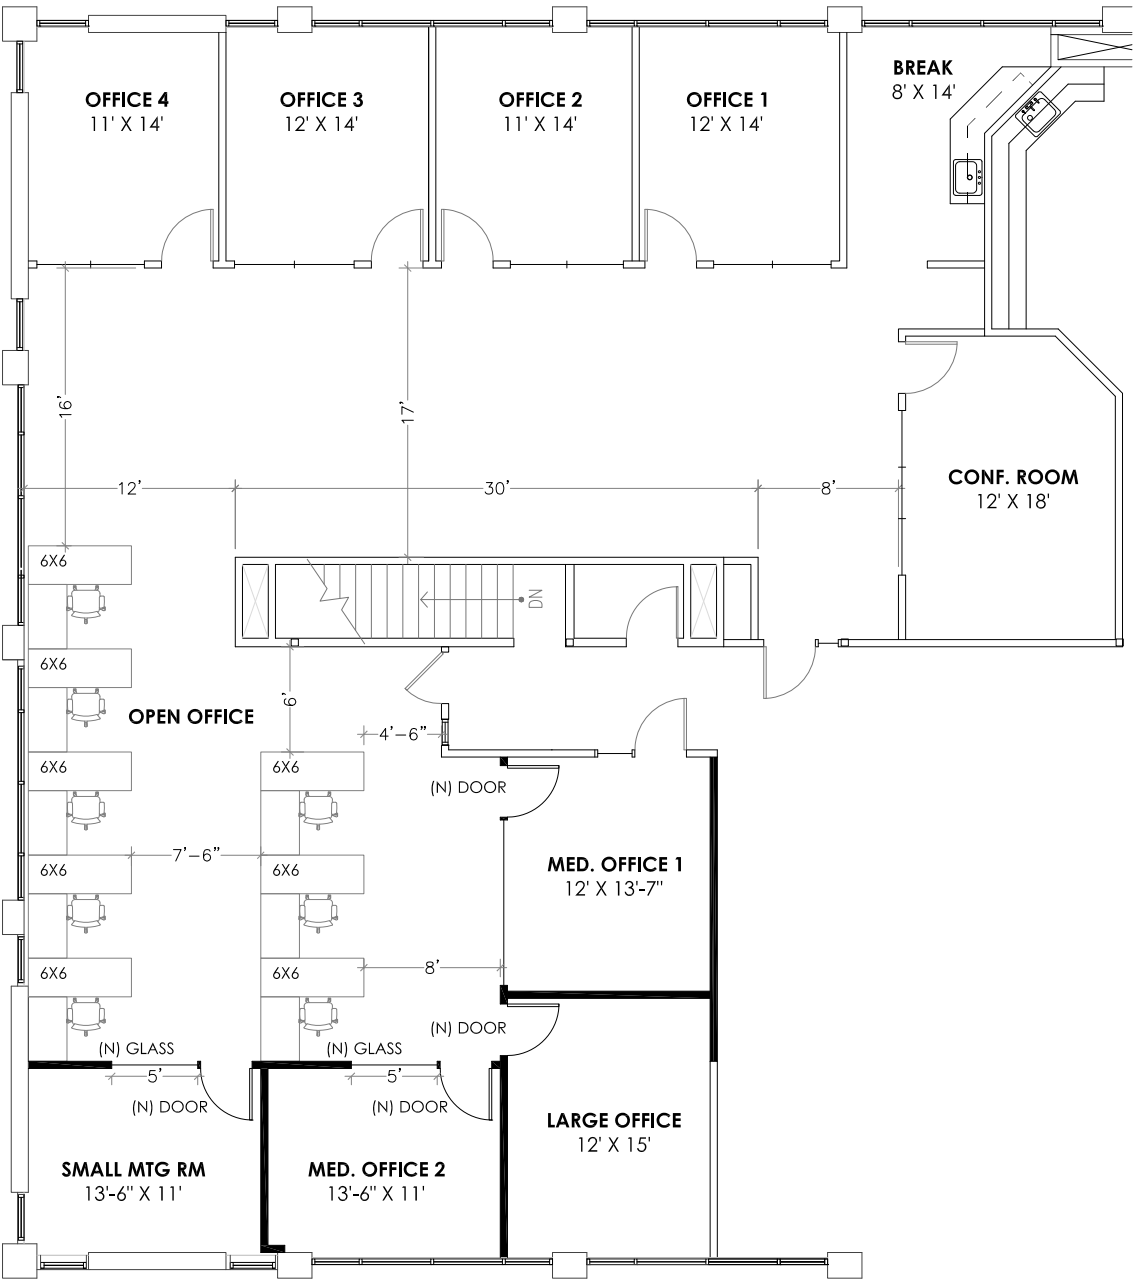 OFFICE 4
11' X 14'
OFFICE 3
12' X 14'
OFFICE 2
11' X 14'
OFFICE 1
12' X 14'
BREAK
8' X 14'
16'
17'
12'
30'
8'
CONF. ROOM
12' X 18'
6X6
DN
6X6
OPEN OFFICE
6'
4'-6"
6X6
6X6
(N) DOOR
7'-6"
6X6
6X6
MED. OFFICE 1
12' X 13'-7"
6X6
6X6
8'
(N) DOOR
(N) GLASS
(N) GLASS
5'
5'
(N) DOOR
(N) DOOR
LARGE OFFICE
12' X 15'
SMALL MTG RM
13'-6" X 11'
MED. OFFICE 2
13'-6" X 11'